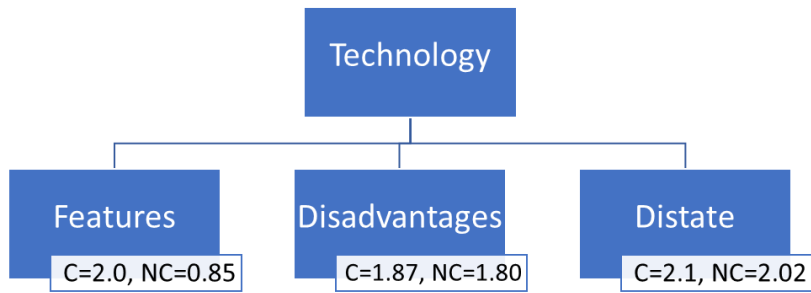 Technology
Features
Disadvantages
Distate
C=2.0, NC=0.85
C=1.87, NC=1.80
C=2.1, NC=2.02